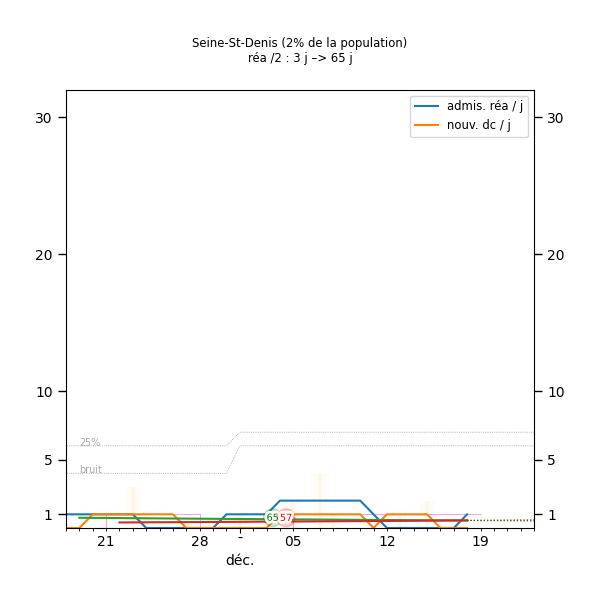 Seine-St-Denis (2% de la population)
réa /2 : 3 j –> 65 j
admis. réa / j
nouv. dc / j
30 30
20 20
10 10
25%
5 5
bruit
65 57
1 1
21 28 - 05 12 19
déc.